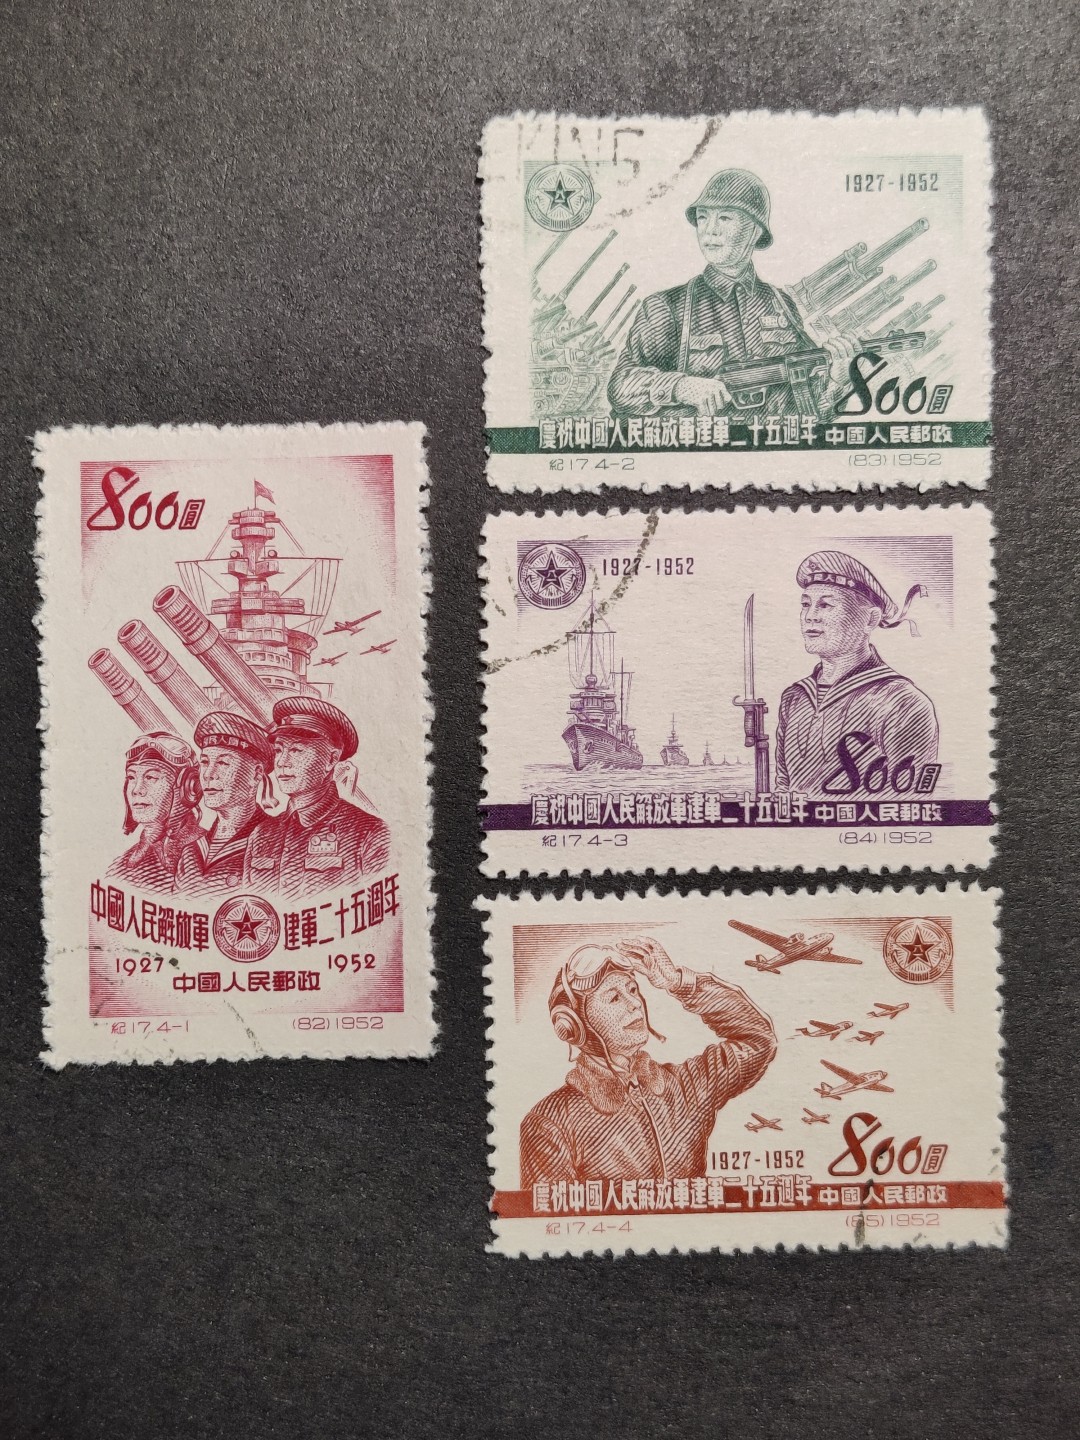 800圓
中國人民解放軍 建軍二十五週年
1927 1952
中國人民郵政
紀17.4-1 (82)1952
KING
1927-1952
800圓
慶祝中國人民解放軍建軍二十五週年 中國人民郵政
紀17.4-2 (83)1952
1927-1952
800圓
慶祝中國人民解放軍建軍二十五週年 中國人民郵政
紀17.4-3 (84)1952
1927-1952
800圓
慶祝中國人民解放軍建軍二十五週年 中國人民郵政
紀17.4-4 (85)1952